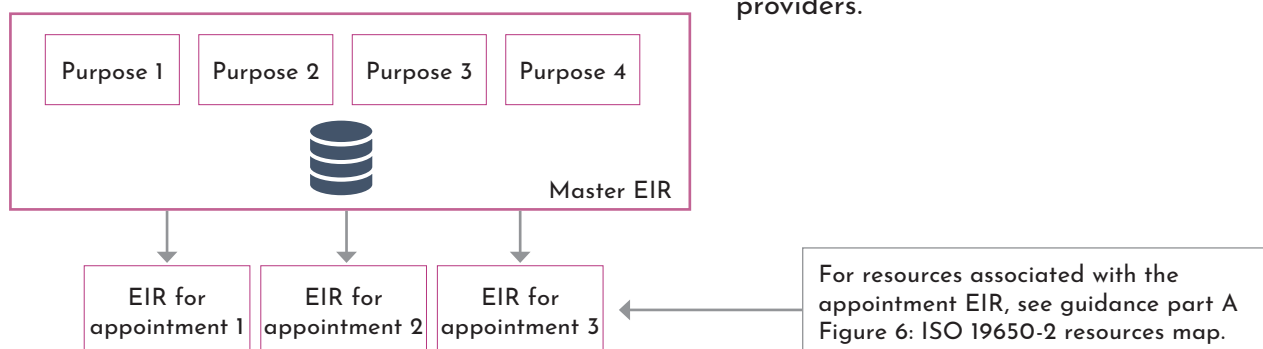 providers.
Purpose 1
Purpose 2
Purpose 3
Purpose 4
Master EIR
EIR for
appointment 1
EIR for
appointment 2
EIR for
appointment 3
For resources associated with the
appointment EIR, see guidance part A
Figure 6: ISO 19650-2 resources map.